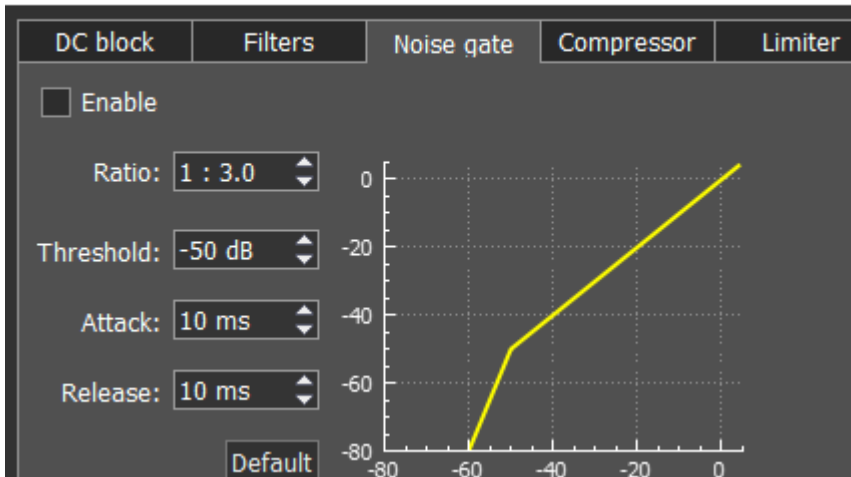 DC block Filters Noise gate Compressor Limiter
Enable
Ratio: 1 : 3.0
Threshold: -50 dB
Attack: 10 ms
Release: 10 ms
Default
0
-20
-40
-60
-80
-80 -60 -40 -20 0